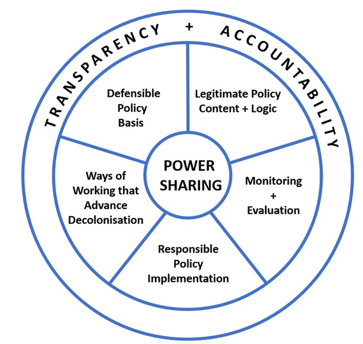 TRANSPARENCY + ACCOUNTABILITY
Defensible
Policy
Basis
Legitimate Policy
Content + Logic
Ways of
Working that
Advance
Decolonisation
POWER
SHARING
Monitoring
+
Evaluation
Responsible
Policy
Implementation